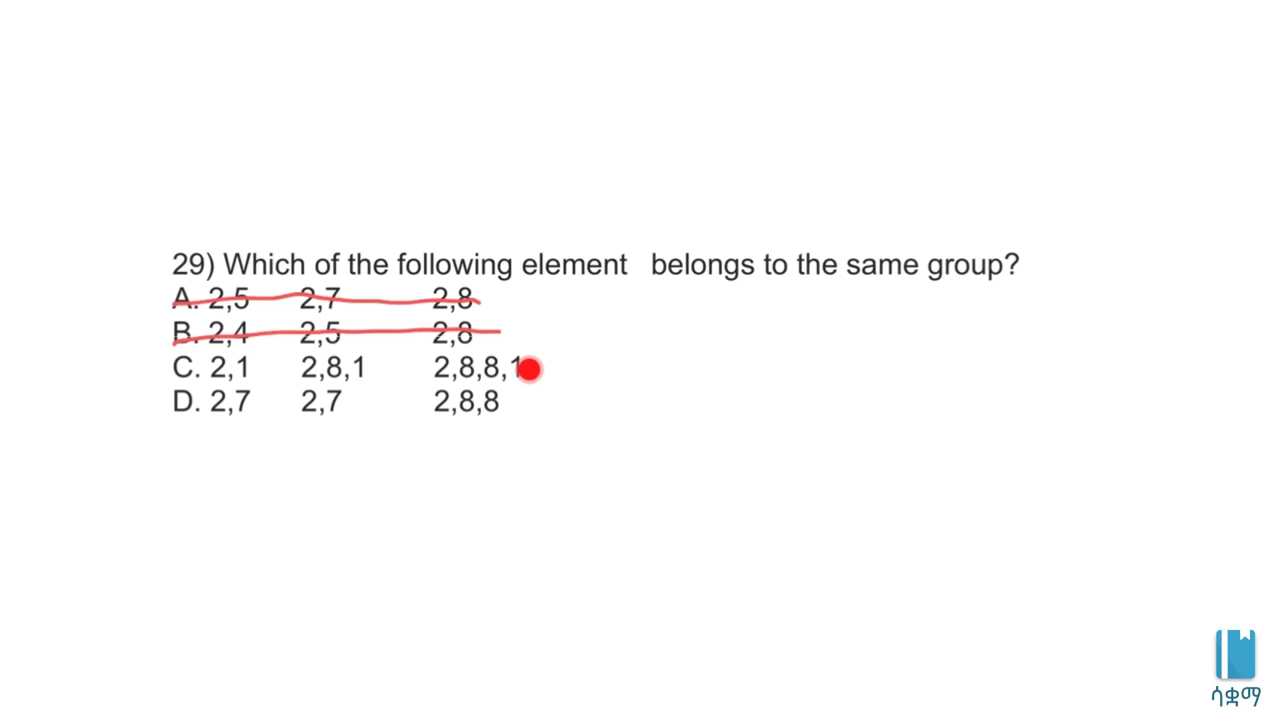 29) Which of the following element belongs to the same group?
A. 2,5 2,7 2,8
B. 2,4 2,5 2,8
C. 2,1 2,8,1 2,8,8,1
D. 2,7 2,7 2,8,8
ሳቋማ